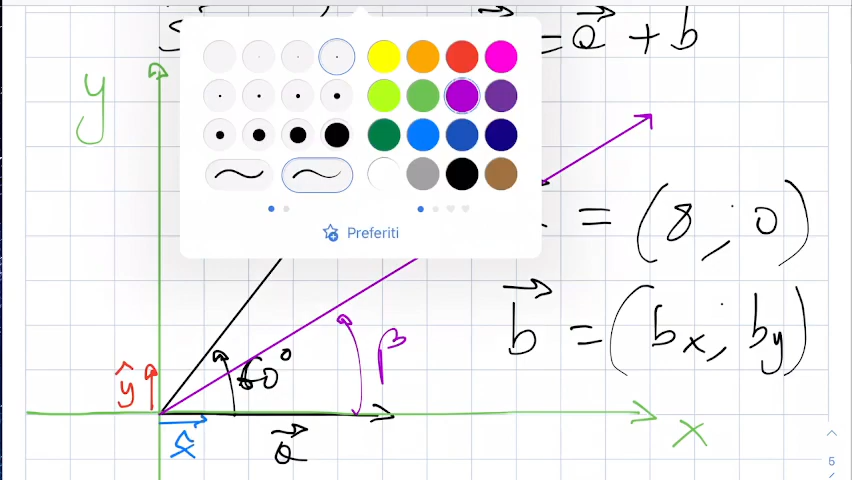 = a + b
y
Preferiti
= (8 ; 0)
b = (bx ; by)
60°
β
ŷ
x̂
a
x
5